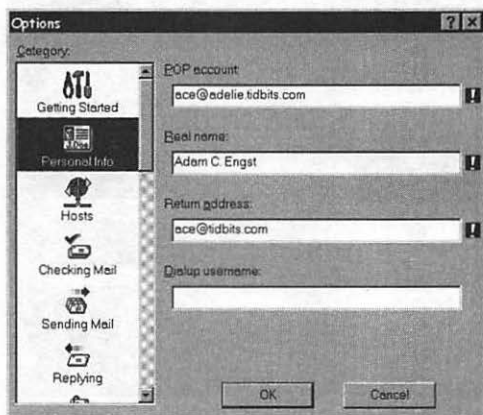 Options
Category:
Getting Started
Personal Info
Hosts
Checking Mail
Sending Mail
Replying
POP account:
ace@adelie.tidbits.com
Real name:
Adam C. Engst
Return address:
ace@tidbits.com
Dialup username:
OK
Cancel